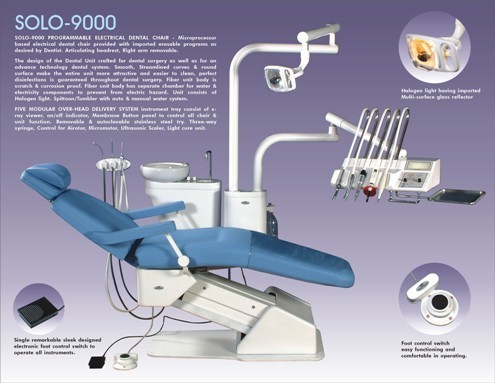 SOLO-9000
SOLO-9000 PROGRAMMABLE ELECTRICAL DENTAL CHAIR - Microprocessor
based electrical dental chair provided with imported erasable programs as
desired by Dentist. Articulating headrest, Right arm removable.
The design of the Dental Unit crafted for dental surgery as well as for an
advance technology dental system. Smooth, Streamlined curves & round
surface make the entire unit more attractive and easier to clean, perfect
disinfections is guaranteed throughout dental surgery. Fiber unit body is
scratch & corrosion proof. Fiber unit body has seperate chamber for water &
electricity components to prevent from electric hazard. Unit consists of
Halogen light. Spittoon/Tumbler with auto & manual water system.
FIVE MODULAR OVER-HEAD DELIVERY SYSTEM instrument tray consist of x-
ray viewer, on/off indicator, Membrane Button panel to control all chair &
unit function. Removable & autoclavable stainless steel try. Three-way
syringe, Control for Airotor, Micromotor, Ultrasonic Scaler, Light cure unit.
Halogen light having imported
Multi-surface glass reflector
Single remarkable sleek designed
electronic foot control switch to
operate all instruments.
Foot control switch
easy functioning and
comfortable in operating.